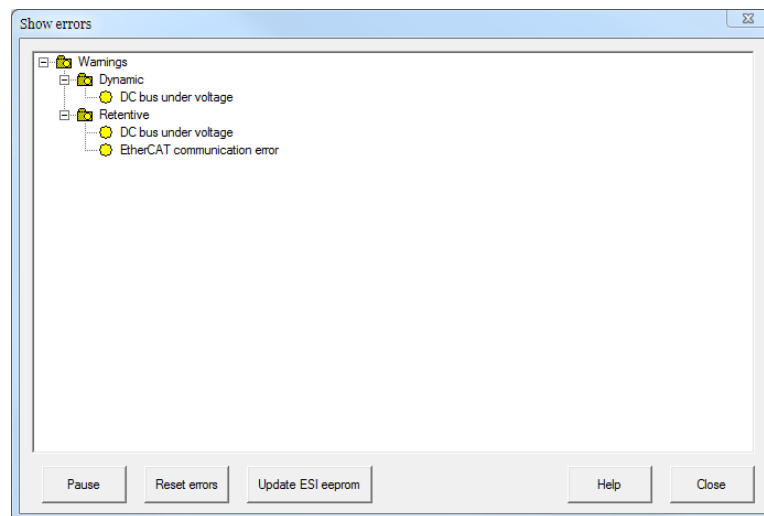 Show errors
Warnings
Dynamic
DC bus under voltage
Retentive
DC bus under voltage
EtherCAT communication error
Pause Reset errors Update ESI eeprom Help Close